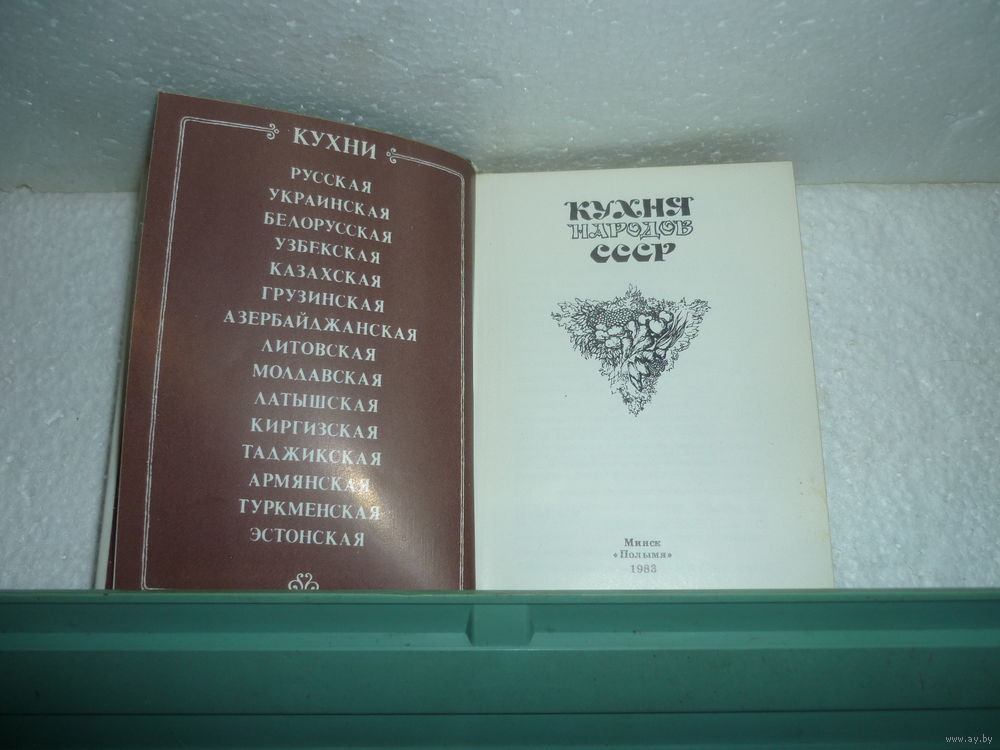 КУХНИ
РУССКАЯ
УКРАИНСКАЯ
БЕЛОРУССКАЯ
УЗБЕКСКАЯ
КАЗАХСКАЯ
ГРУЗИНСКАЯ
АЗЕРБАЙДЖАНСКАЯ
ЛИТОВСКАЯ
МОЛДАВСКАЯ
ЛАТЫШСКАЯ
КИРГИЗСКАЯ
ТАДЖИКСКАЯ
АРМЯНСКАЯ
ТУРКМЕНСКАЯ
ЭСТОНСКАЯ
КУХНЯ
НАРОДОВ
СССР
Минск
«Полымя»
1983
www.ay.by